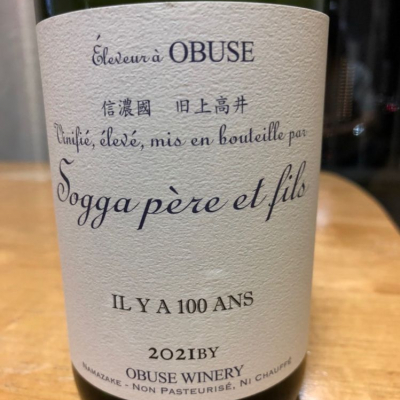 Éleveur à OBUSE
信濃國 旧上高井
Vinifié, élevé, mis en bouteille par
Sogga père et fils
IL Y A 100 ANS
2021BY
OBUSE WINERY
NAMAZAKE - NON PASTEURISÉ, NI CHAUFFÉ